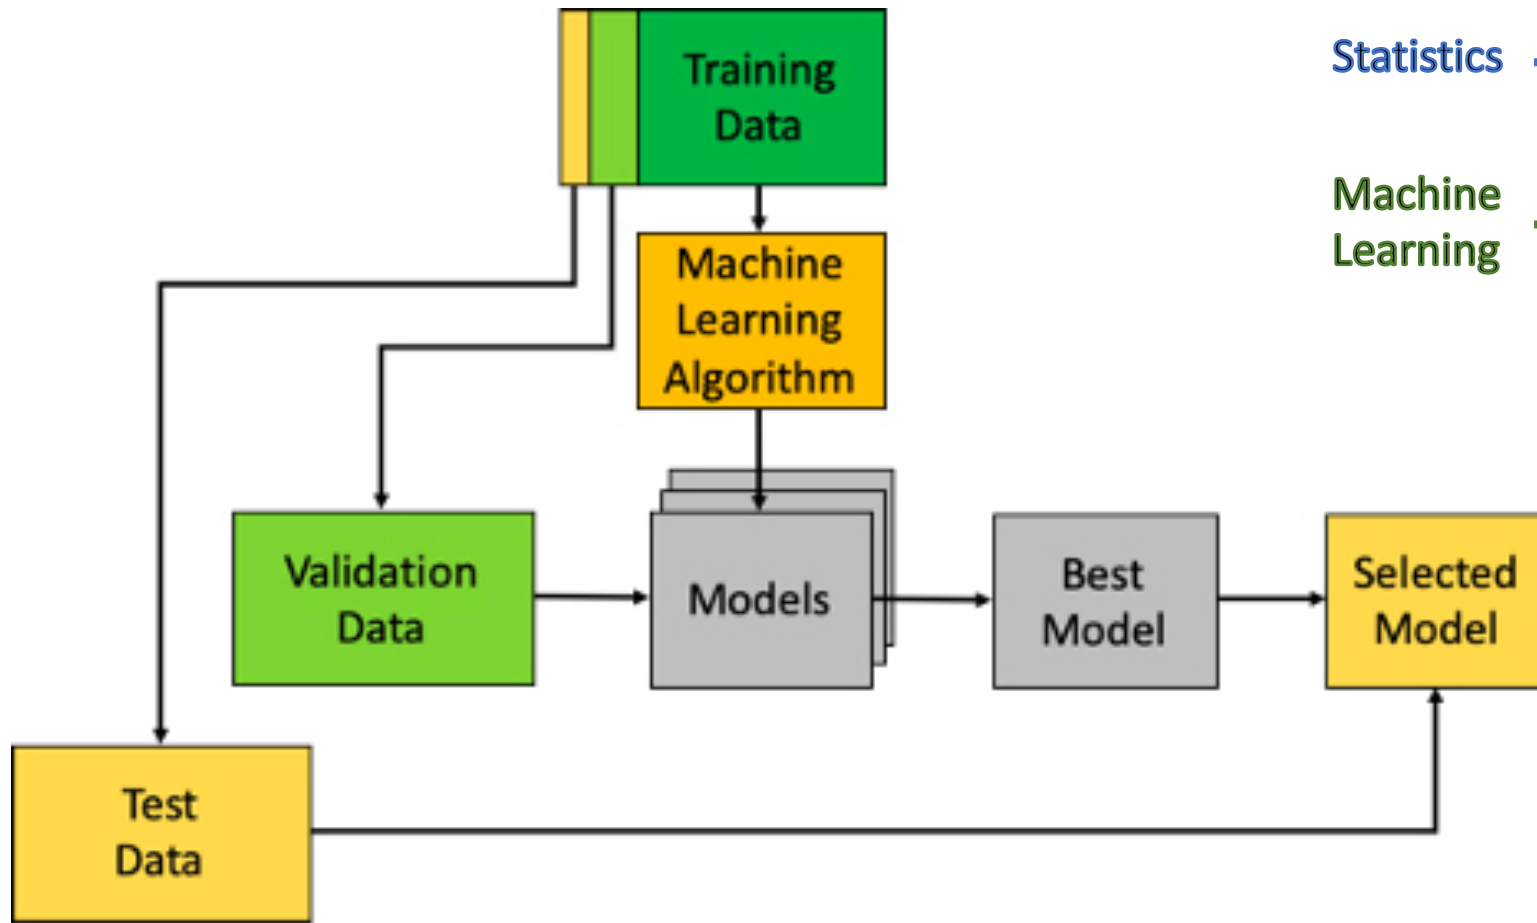 Training
Data
Statistics
Machine
Learning
Machine
Learning
Algorithm
Validation
Data
Models
Best
Model
Selected
Model
Test
Data